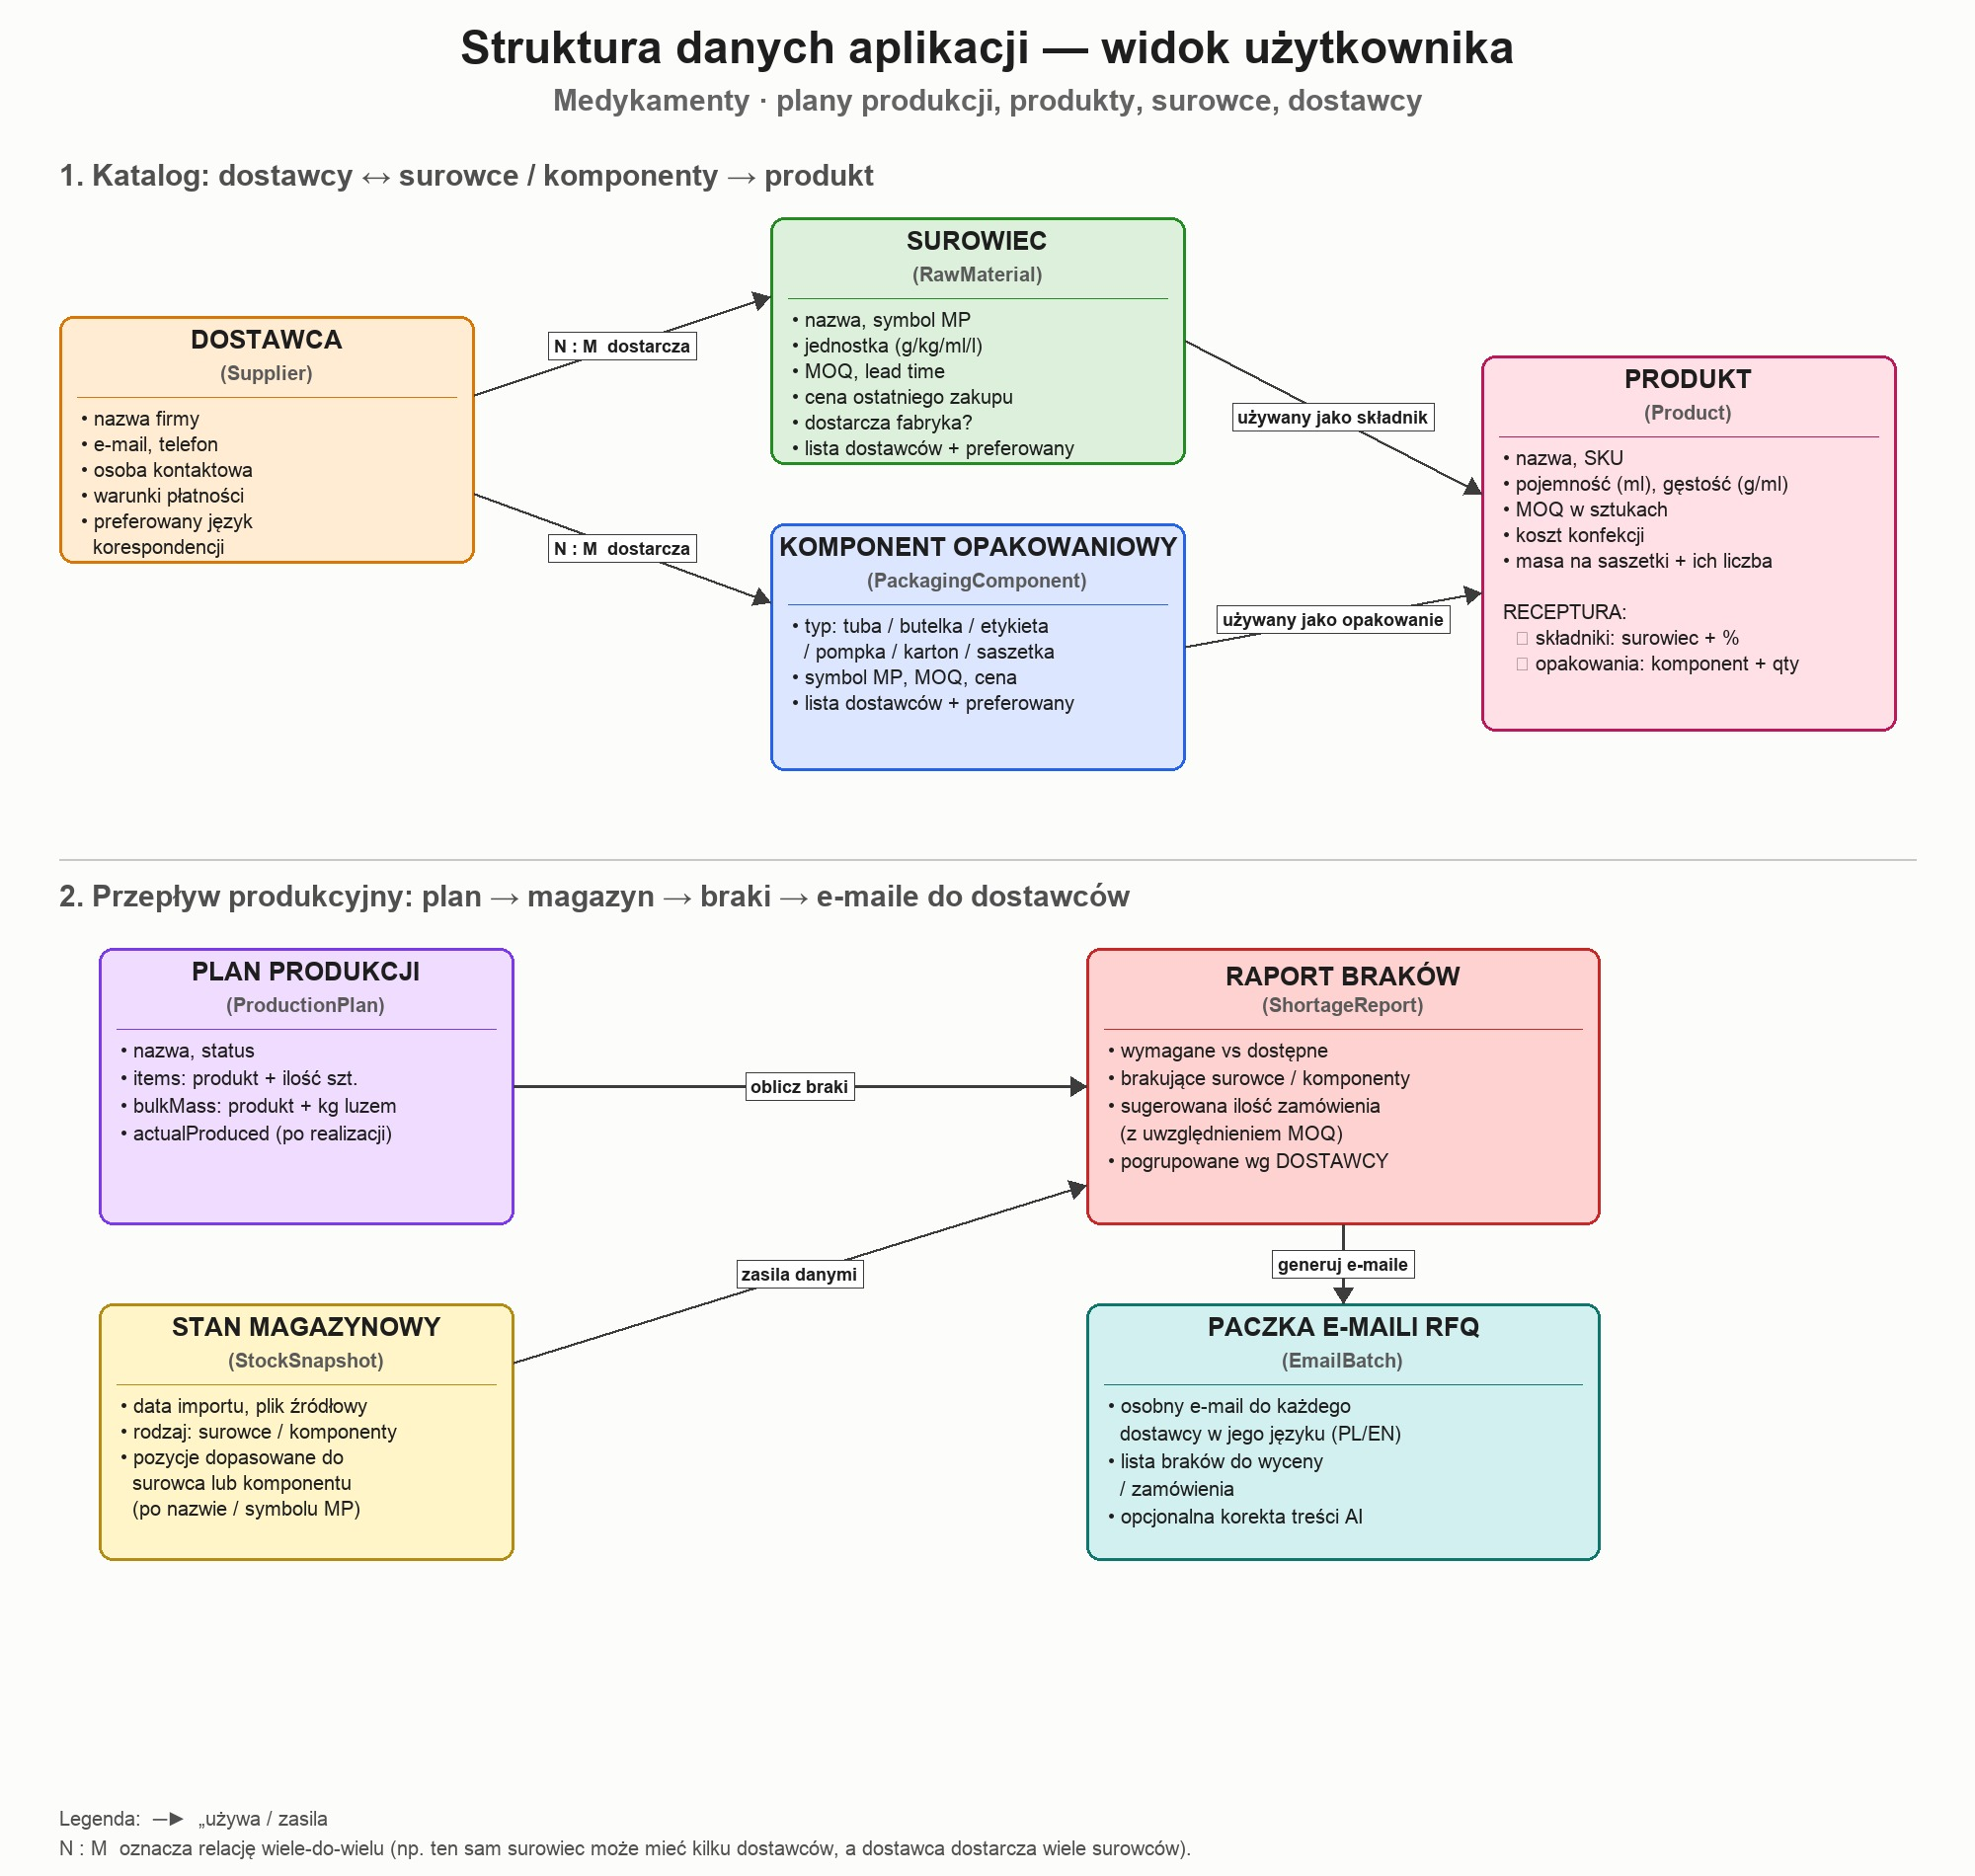 Struktura danych aplikacji — widok użytkownika
Medykamenty · plany produkcji, produkty, surowce, dostawcy
1. Katalog: dostawcy ↔ surowce / komponenty → produkt
DOSTAWCA
(Supplier)
• nazwa firmy
• e-mail, telefon
• osoba kontaktowa
• warunki płatności
• preferowany język
korespondencji
N : M dostarcza
N : M dostarcza
SUROWIEC
(RawMaterial)
• nazwa, symbol MP
• jednostka (g/kg/ml/l)
• MOQ, lead time
• cena ostatniego zakupu
• dostarcza fabryka?
• lista dostawców + preferowany
KOMPONENT OPAKOWANIOWY
(PackagingComponent)
• typ: tuba / butelka / etykieta
/ pompka / karton / saszetka
• symbol MP, MOQ, cena
• lista dostawców + preferowany
używany jako składnik
używany jako opakowanie
PRODUKT
(Product)
• nazwa, SKU
• pojemność (ml), gęstość (g/ml)
• MOQ w sztukach
• koszt konfekcji
• masa na saszetki + ich liczba
RECEPTURA:
▯ składniki: surowiec + %
▯ opakowania: komponent + qty
2. Przepływ produkcyjny: plan → magazyn → braki → e-maile do dostawców
PLAN PRODUKCJI
(ProductionPlan)
• nazwa, status
• items: produkt + ilość szt.
• bulkMass: produkt + kg luzem
• actualProduced (po realizacji)
oblicz braki
RAPORT BRAKÓW
(ShortageReport)
• wymagane vs dostępne
• brakujące surowce / komponenty
• sugerowana ilość zamówienia
(z uwzględnieniem MOQ)
• pogrupowane wg DOSTAWCY
zasila danymi
generuj e-maile
STAN MAGAZYNOWY
(StockSnapshot)
• data importu, plik źródłowy
• rodzaj: surowce / komponenty
• pozycje dopasowane do
surowca lub komponentu
(po nazwie / symbolu MP)
PACZKA E-MAILI RFQ
(EmailBatch)
• osobny e-mail do każdego
dostawcy w jego języku (PL/EN)
• lista braków do wyceny
/ zamówienia
• opcjonalna korekta treści AI
Legenda: ─► „używa / zasila
N : M oznacza relację wiele-do-wielu (np. ten sam surowiec może mieć kilku dostawców, a dostawca dostarcza wiele surowców).